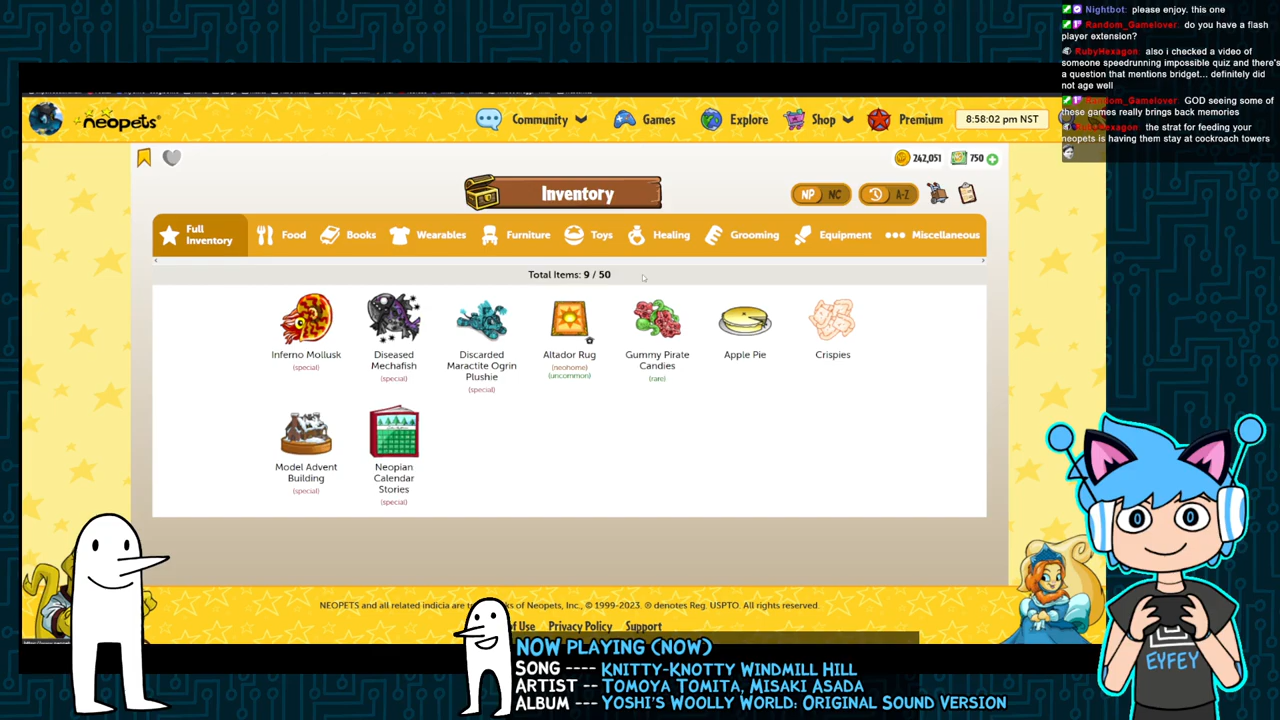 Nightbot: please enjoy. this one
Random_Gamelover: do you have a flash
player extension?
RubyHexagon: also i checked a video of
someone speedrunning impossible quiz and there's
a question that mentions bridget... definitely did
not age well
Random_Gamelover: GOD seeing some of
these games really brings back memories
RubyHexagon: the strat for feeding your
neopets is having them stay at cockroach towers
neopets
Community
Games
Explore
Shop
Premium
8:58:02 pm NST
242,051
750
Inventory
NP NC
A-Z
Full
Inventory
Food
Books
Wearables
Furniture
Toys
Healing
Grooming
Equipment
Miscellaneous
Total Items: 9 / 50
Inferno Mollusk
(special)
Diseased
Mechafish
(special)
Discarded
Maractite Ogrin
Plushie
(special)
Altador Rug
(neohome)
(uncommon)
Gummy Pirate
Candies
(rare)
Apple Pie
Crispies
Model Advent
Building
(special)
Neopian
Calendar
Stories
(special)
NEOPETS and all related indicia are of Neopets, Inc., © 1999-2023. ® denotes Reg. USPTO. All rights reserved.
of Use
Privacy Policy
Support
NOW PLAYING (NOW)
SONG ---- KNITTY-KNOTTY WINDMILL HILL
ARTIST -- TOMOYA TOMITA, MISAKI ASADA
ALBUM --- YOSHI'S WOOLLY WORLD: ORIGINAL SOUND VERSION
EYFEY